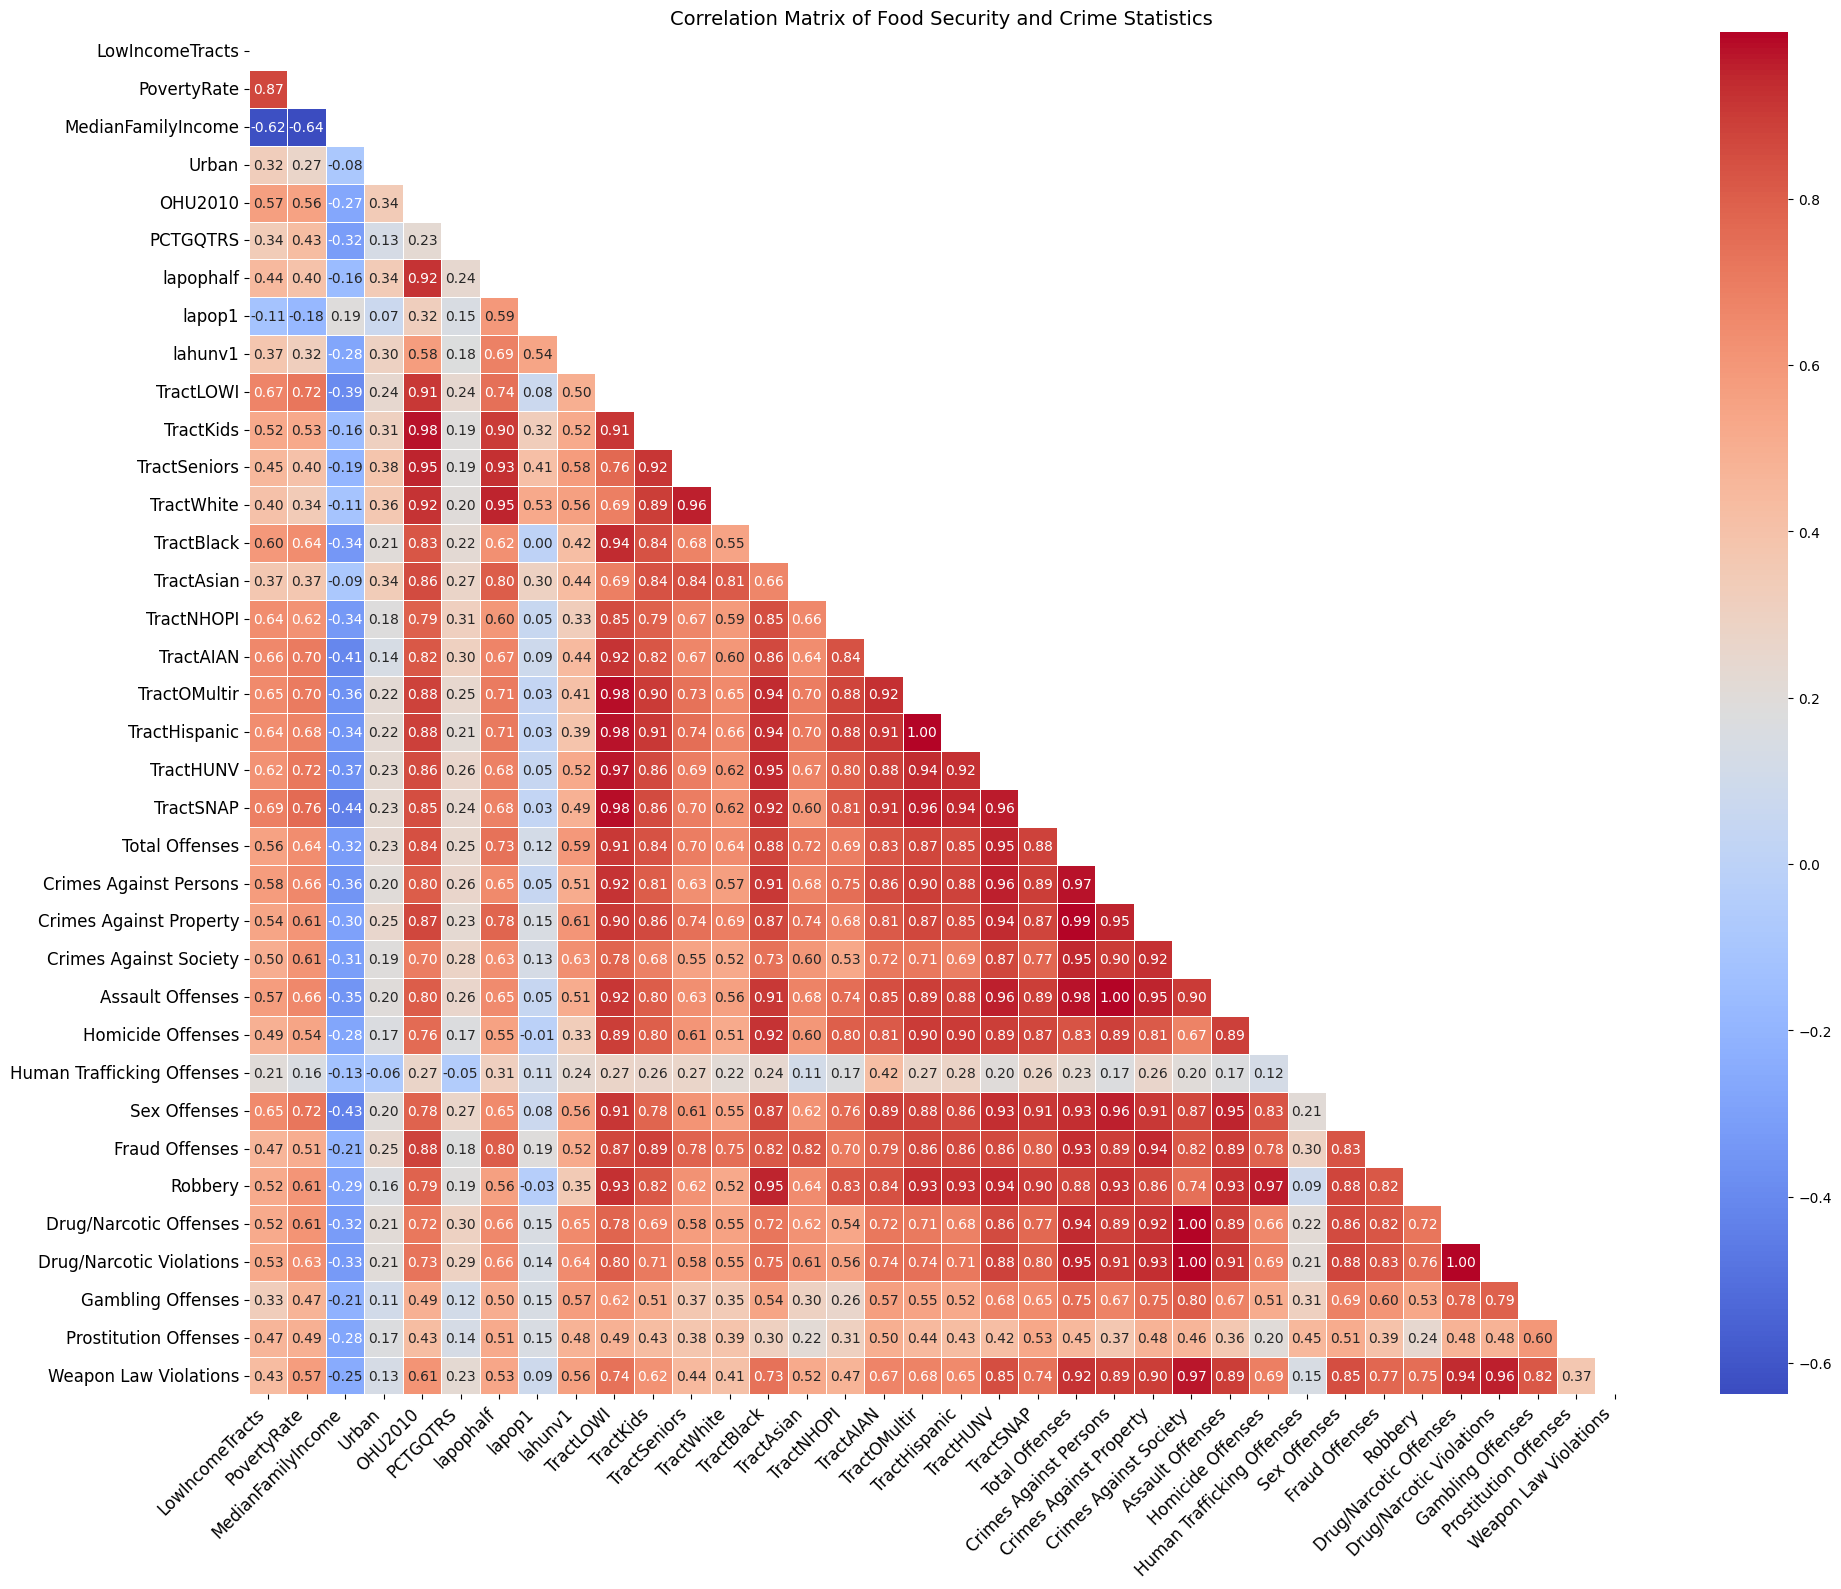 Correlation Matrix of Food Security and Crime Statistics
LowIncomeTracts
PovertyRate 0.87
MedianFamilyIncome -0.62 -0.64
Urban 0.32 0.27 -0.08
OHU2010 0.57 0.56 -0.27 0.34
PCTGQTRS 0.34 0.43 -0.32 0.13 0.23
lapophalf 0.44 0.40 -0.16 0.34 0.92 0.24
lapop1 -0.11 -0.18 0.19 0.07 0.32 0.15 0.59
lahunv1 0.37 0.32 -0.28 0.30 0.58 0.18 0.69 0.54
TractLOWI 0.67 0.72 -0.39 0.24 0.91 0.24 0.74 0.08 0.50
TractKids 0.52 0.53 -0.16 0.31 0.98 0.19 0.90 0.32 0.52 0.91
TractSeniors 0.45 0.40 -0.19 0.38 0.95 0.19 0.93 0.41 0.58 0.76 0.92
TractWhite 0.40 0.34 -0.11 0.36 0.92 0.20 0.95 0.53 0.56 0.69 0.89 0.96
TractBlack 0.60 0.64 -0.34 0.21 0.83 0.22 0.62 0.00 0.42 0.94 0.84 0.68 0.55
TractAsian 0.37 0.37 -0.09 0.34 0.86 0.27 0.80 0.30 0.44 0.69 0.84 0.84 0.81 0.66
TractNHOPI 0.64 0.62 -0.34 0.18 0.79 0.31 0.60 0.05 0.33 0.85 0.79 0.67 0.59 0.85 0.66
TractAIAN 0.66 0.70 -0.41 0.14 0.82 0.30 0.67 0.09 0.44 0.92 0.82 0.67 0.60 0.86 0.64 0.84
TractOMultir 0.65 0.70 -0.36 0.22 0.88 0.25 0.71 0.03 0.41 0.98 0.90 0.73 0.65 0.94 0.70 0.88 0.92
TractHispanic 0.64 0.68 -0.34 0.22 0.88 0.21 0.71 0.03 0.39 0.98 0.91 0.74 0.66 0.94 0.70 0.88 0.91 1.00
TractHUNV 0.62 0.72 -0.37 0.23 0.86 0.26 0.68 0.05 0.52 0.97 0.86 0.69 0.62 0.95 0.67 0.80 0.88 0.94 0.92
TractSNAP 0.69 0.76 -0.44 0.23 0.85 0.24 0.68 0.03 0.49 0.98 0.86 0.70 0.62 0.92 0.60 0.81 0.91 0.96 0.94 0.96
Total Offenses 0.56 0.64 -0.32 0.23 0.84 0.25 0.73 0.12 0.59 0.91 0.84 0.70 0.64 0.88 0.72 0.69 0.83 0.87 0.85 0.95 0.88
Crimes Against Persons 0.58 0.66 -0.36 0.20 0.80 0.26 0.65 0.05 0.51 0.92 0.81 0.63 0.57 0.91 0.68 0.75 0.86 0.90 0.88 0.96 0.89 0.97
Crimes Against Property 0.54 0.61 -0.30 0.25 0.87 0.23 0.78 0.15 0.61 0.90 0.86 0.74 0.69 0.87 0.74 0.68 0.81 0.87 0.85 0.94 0.87 0.99 0.95
Crimes Against Society 0.50 0.61 -0.31 0.19 0.70 0.28 0.63 0.13 0.63 0.78 0.68 0.55 0.52 0.73 0.60 0.53 0.72 0.71 0.69 0.87 0.77 0.95 0.90 0.92
Assault Offenses 0.57 0.66 -0.35 0.20 0.80 0.26 0.65 0.05 0.51 0.92 0.80 0.63 0.56 0.91 0.68 0.74 0.85 0.89 0.88 0.96 0.89 0.98 1.00 0.95 0.90
Homicide Offenses 0.49 0.54 -0.28 0.17 0.76 0.17 0.55 -0.01 0.33 0.89 0.80 0.61 0.51 0.92 0.60 0.80 0.81 0.90 0.90 0.89 0.87 0.83 0.89 0.81 0.67 0.89
Human Trafficking Offenses 0.21 0.16 -0.13 -0.06 0.27 -0.05 0.31 0.11 0.24 0.27 0.26 0.27 0.22 0.24 0.11 0.17 0.42 0.27 0.28 0.20 0.26 0.23 0.17 0.26 0.20 0.17 0.12
Sex Offenses 0.65 0.72 -0.43 0.20 0.78 0.27 0.65 0.08 0.56 0.91 0.78 0.61 0.55 0.87 0.62 0.76 0.89 0.88 0.86 0.93 0.91 0.93 0.96 0.91 0.87 0.95 0.83 0.21
Fraud Offenses 0.47 0.51 -0.21 0.25 0.88 0.18 0.80 0.19 0.52 0.87 0.89 0.78 0.75 0.82 0.82 0.70 0.79 0.86 0.86 0.86 0.80 0.93 0.89 0.94 0.82 0.89 0.78 0.30 0.83
Robbery 0.52 0.61 -0.29 0.16 0.79 0.19 0.56 -0.03 0.35 0.93 0.82 0.62 0.52 0.95 0.64 0.83 0.84 0.93 0.93 0.94 0.90 0.88 0.93 0.86 0.74 0.93 0.97 0.09 0.88 0.82
Drug/Narcotic Offenses 0.52 0.61 -0.32 0.21 0.72 0.30 0.66 0.15 0.65 0.78 0.69 0.58 0.55 0.72 0.62 0.54 0.72 0.71 0.68 0.86 0.77 0.94 0.89 0.92 1.00 0.89 0.66 0.22 0.86 0.82 0.72
Drug/Narcotic Violations 0.53 0.63 -0.33 0.21 0.73 0.29 0.66 0.14 0.64 0.80 0.71 0.58 0.55 0.75 0.61 0.56 0.74 0.74 0.71 0.88 0.80 0.95 0.91 0.93 1.00 0.91 0.69 0.21 0.88 0.83 0.76 1.00
Gambling Offenses 0.33 0.47 -0.21 0.11 0.49 0.12 0.50 0.15 0.57 0.62 0.51 0.37 0.35 0.54 0.30 0.26 0.57 0.55 0.52 0.68 0.65 0.75 0.67 0.75 0.80 0.67 0.51 0.31 0.69 0.60 0.53 0.78 0.79
Prostitution Offenses 0.47 0.49 -0.28 0.17 0.43 0.14 0.51 0.15 0.48 0.49 0.43 0.38 0.39 0.30 0.22 0.31 0.50 0.44 0.43 0.42 0.53 0.45 0.37 0.48 0.46 0.36 0.20 0.45 0.51 0.39 0.24 0.48 0.48 0.60
Weapon Law Violations 0.43 0.57 -0.25 0.13 0.61 0.23 0.53 0.09 0.56 0.74 0.62 0.44 0.41 0.73 0.52 0.47 0.67 0.68 0.65 0.85 0.74 0.92 0.89 0.90 0.97 0.89 0.69 0.15 0.85 0.77 0.75 0.94 0.96 0.82 0.37
LowIncomeTracts
PovertyRate
MedianFamilyIncome
Urban
OHU2010
PCTGQTRS
lapophalf
lapop1
lahunv1
TractLOWI
TractKids
TractSeniors
TractWhite
TractBlack
TractAsian
TractNHOPI
TractAIAN
TractOMultir
TractHispanic
TractHUNV
TractSNAP
Total Offenses
Crimes Against Persons
Crimes Against Property
Crimes Against Society
Assault Offenses
Homicide Offenses
Human Trafficking Offenses
Sex Offenses
Fraud Offenses
Robbery
Drug/Narcotic Offenses
Drug/Narcotic Violations
Gambling Offenses
Prostitution Offenses
Weapon Law Violations
0.8
0.6
0.4
0.2
0.0
−0.2
−0.4
−0.6